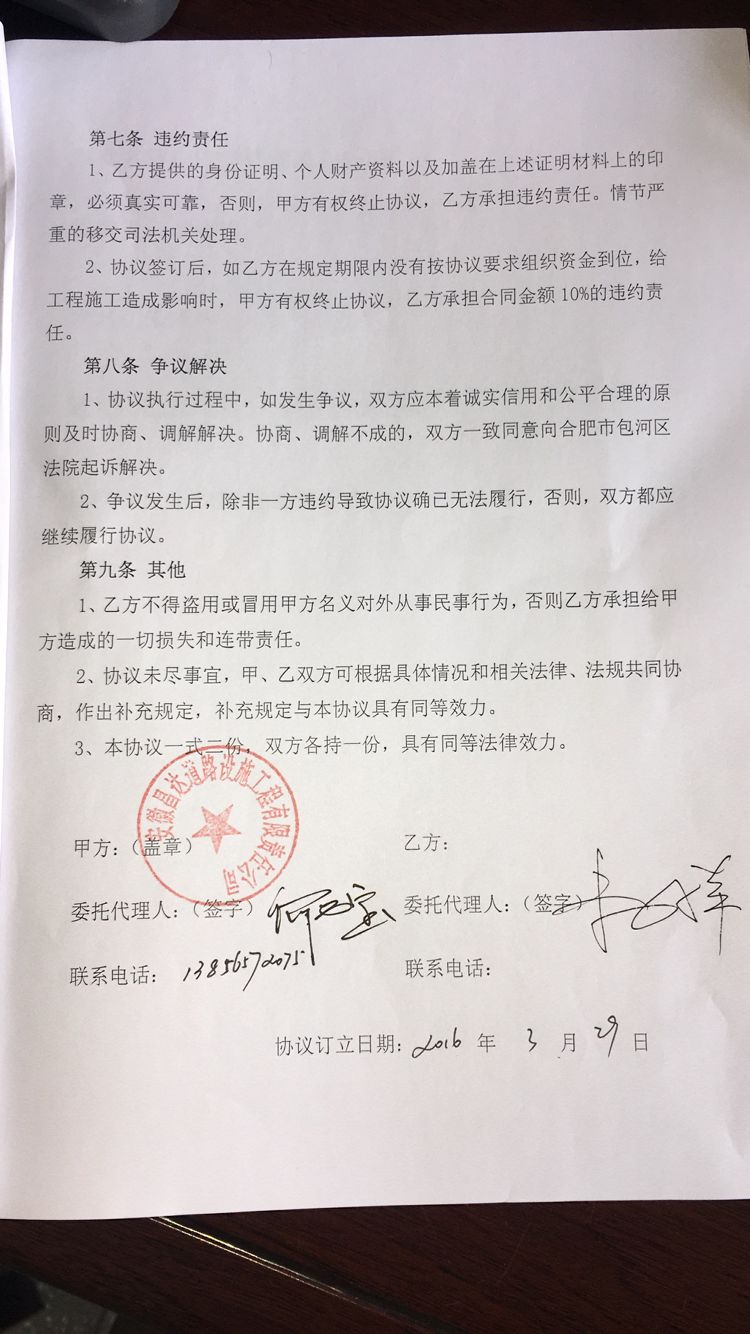 第七条 违约责任
1、乙方提供的身份证明、个人财产资料以及加盖在上述证明材料上的印
章，必须真实可靠，否则，甲方有权终止协议，乙方承担违约责任。情节严
重的移交司法机关处理。
2、协议签订后，如乙方在规定期限内没有按协议要求组织资金到位，给
工程施工造成影响时，甲方有权终止协议，乙方承担合同金额 10%的违约责
任。
第八条 争议解决
1、协议执行过程中，如发生争议，双方应本着诚实信用和公平合理的原
则及时协商、调解解决。协商、调解不成的，双方一致同意向合肥市包河区
法院起诉解决。
2、争议发生后，除非一方违约导致协议确已无法履行，否则，双方都应
继续履行协议。
第九条 其他
1、乙方不得盗用或冒用甲方名义对外从事民事行为，否则乙方承担给甲
方造成的一切损失和连带责任。
2、协议未尽事宜，甲、乙双方可根据具体情况和相关法律、法规共同协
商，作出补充规定，补充规定与本协议具有同等效力。
3、本协议一式二份，双方各持一份，具有同等法律效力。
安徽昌达道路设施工程有限责任公司
甲方：（盖章） 乙方：
委托代理人：（签字） 委托代理人：（签字）
联系电话： 13856572075 联系电话：
协议订立日期：2016 年 3 月 29 日